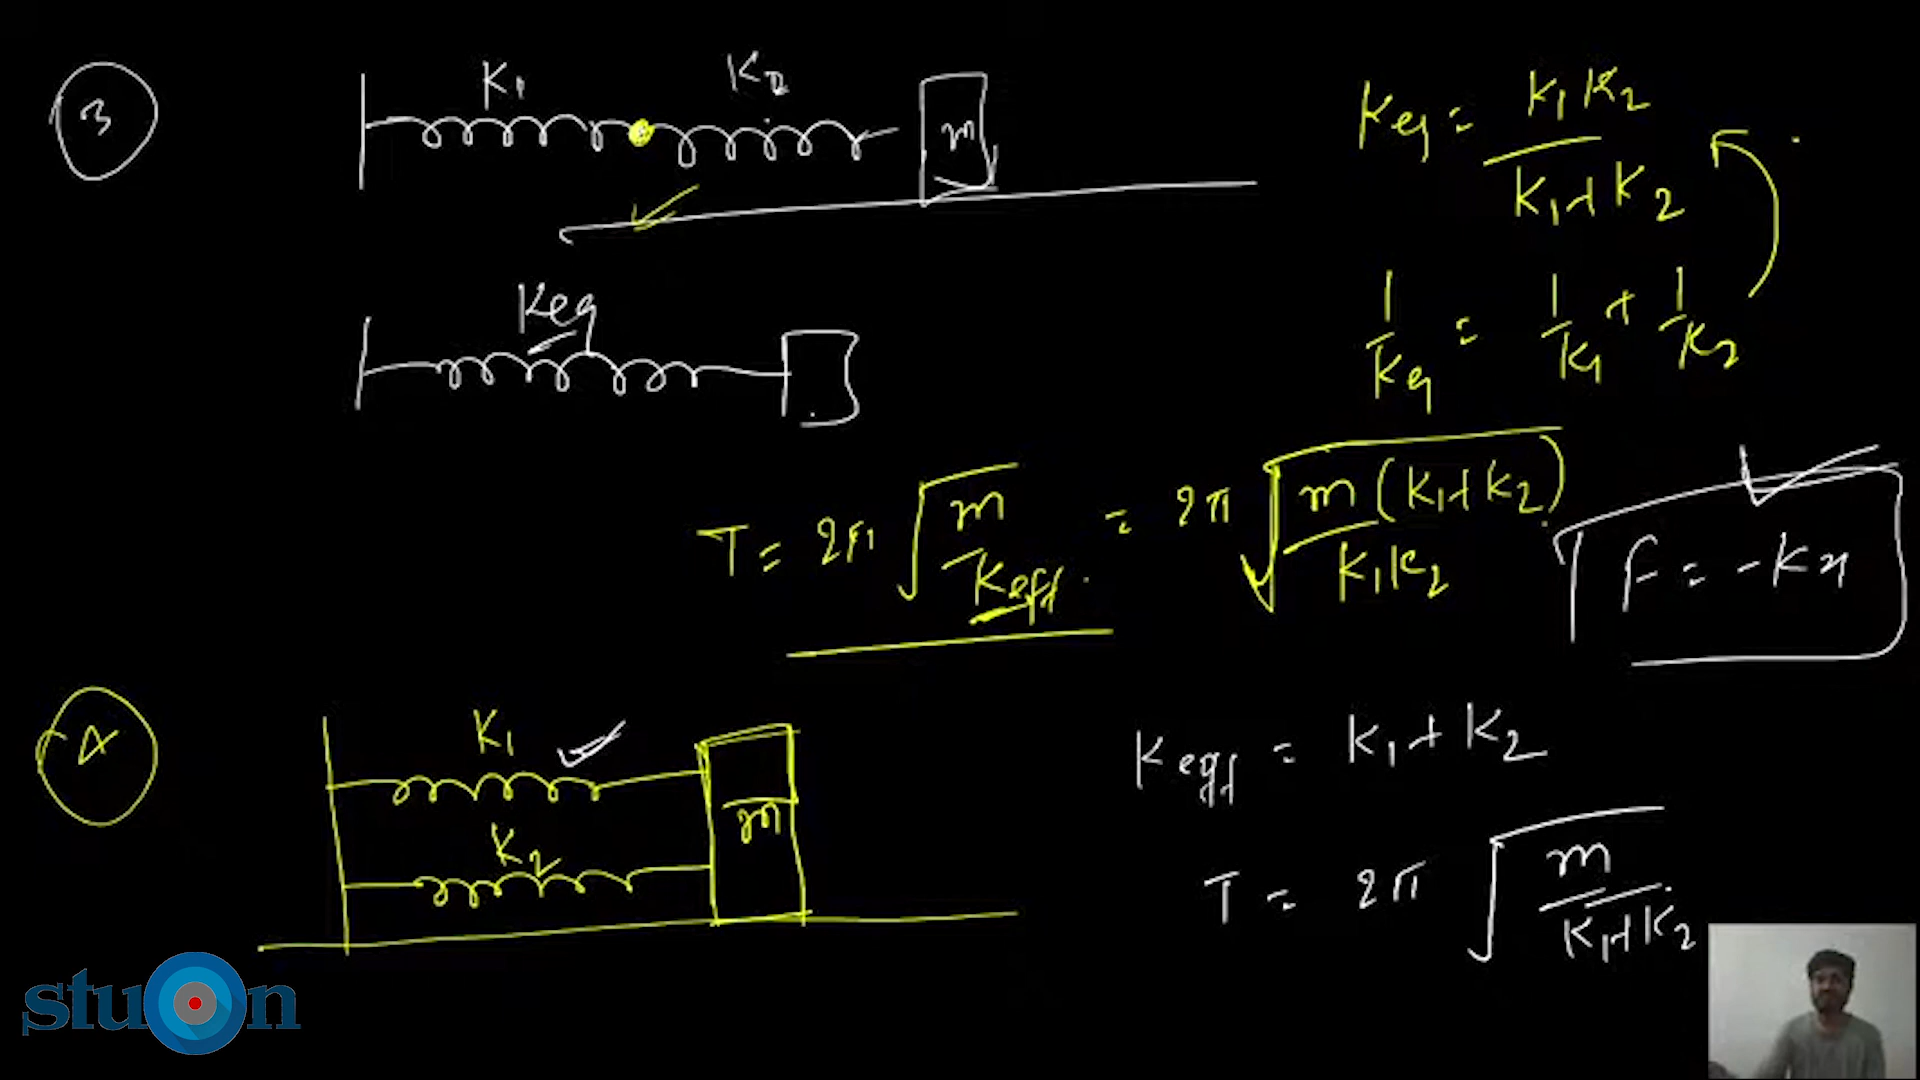 3
K₁ K₂
m
Keq = K₁K₂ / K₁+K₂
Keq
1/Keq = 1/K₁ + 1/K₂
T = 2π √(m/Keff) = 2π √(m(K₁+K₂)/K₁K₂)
F = -Kx
4
K₁
K₂
m
Keff = K₁+K₂
T = 2π √(m/K₁+K₂)
stuOn